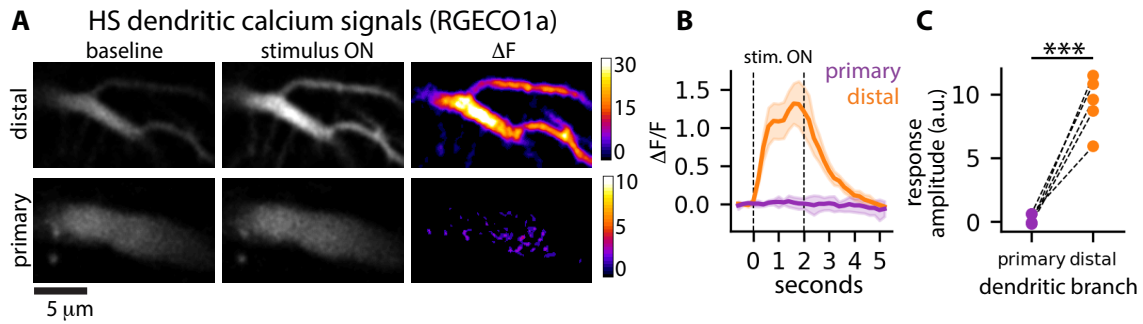 A
HS dendritic calcium signals (RGECO1a)
baseline
stimulus ON
ΔF
distal
30
15
0
primary
10
5
0
5 μm
B
stim. ON
primary
distal
ΔF/F
1.5
1.0
0.5
0.0
0 1 2 3 4 5
seconds
C
***
response
amplitude (a.u.)
10
5
0
primary distal
dendritic branch